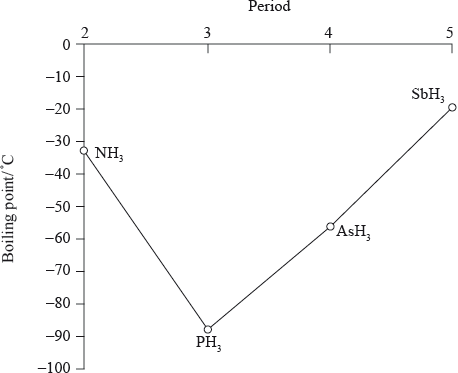 Period
2 3 4 5
0
−10
−20
−30
−40
−50
−60
−70
−80
−90
−100
Boiling point/°C
NH₃
PH₃
AsH₃
SbH₃